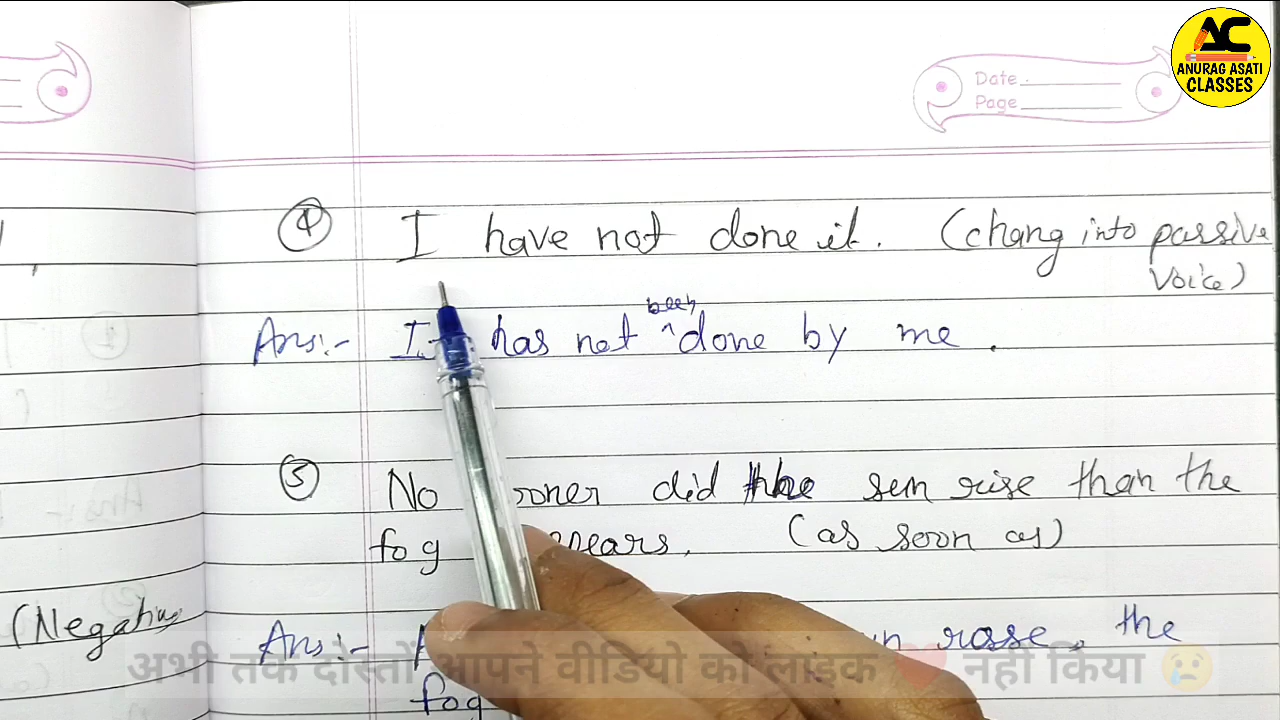 AC
ANURAG ASATI
CLASSES
Date
Page
④ I have not done it. (chang into passive
voice)
been
Ans:- It has not ^ done by me.
⑤ No did the sun rise than the
fog (as soon as)
(Negative
Ans:- rose, the
fog
अभी तक दोस्तों आपने वीडियो को लाइक ❤️ नहीं किया 😢